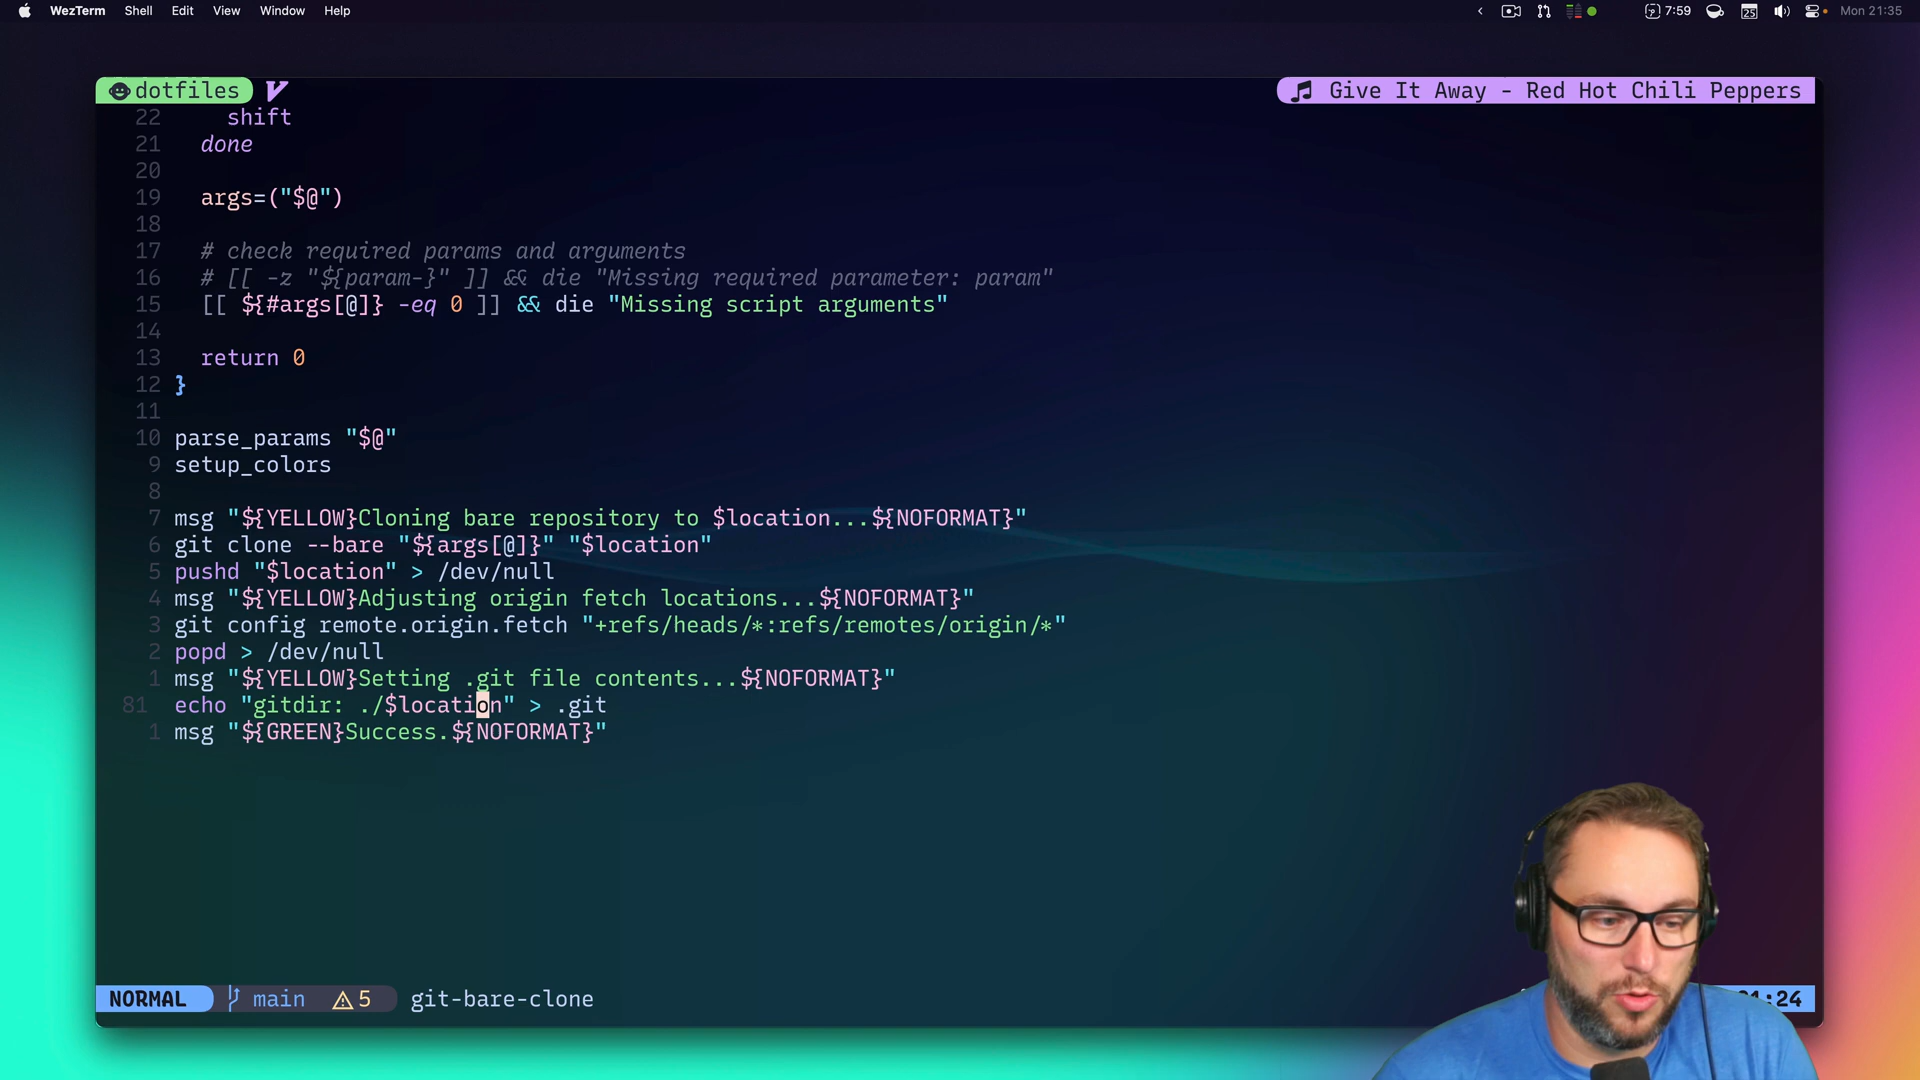 WezTerm Shell Edit View Window Help 7:59 25 Mon 21:35
dotfiles Give It Away - Red Hot Chili Peppers
22 shift
21 done
20
19 args=("$@")
18
17 # check required params and arguments
16 # [[ -z "${param-}" ]] && die "Missing required parameter: param"
15 [[ ${#args[@]} -eq 0 ]] && die "Missing script arguments"
14
13 return 0
12 }
11
10 parse_params "$@"
9 setup_colors
8
7 msg "${YELLOW}Cloning bare repository to $location...${NOFORMAT}"
6 git clone --bare "${args[@]}" "$location"
5 pushd "$location" > /dev/null
4 msg "${YELLOW}Adjusting origin fetch locations...${NOFORMAT}"
3 git config remote.origin.fetch "+refs/heads/*:refs/remotes/origin/*"
2 popd > /dev/null
1 msg "${YELLOW}Setting .git file contents...${NOFORMAT}"
81 echo "gitdir: ./$location" > .git
1 msg "${GREEN}Success.${NOFORMAT}"
NORMAL main 5 git-bare-clone